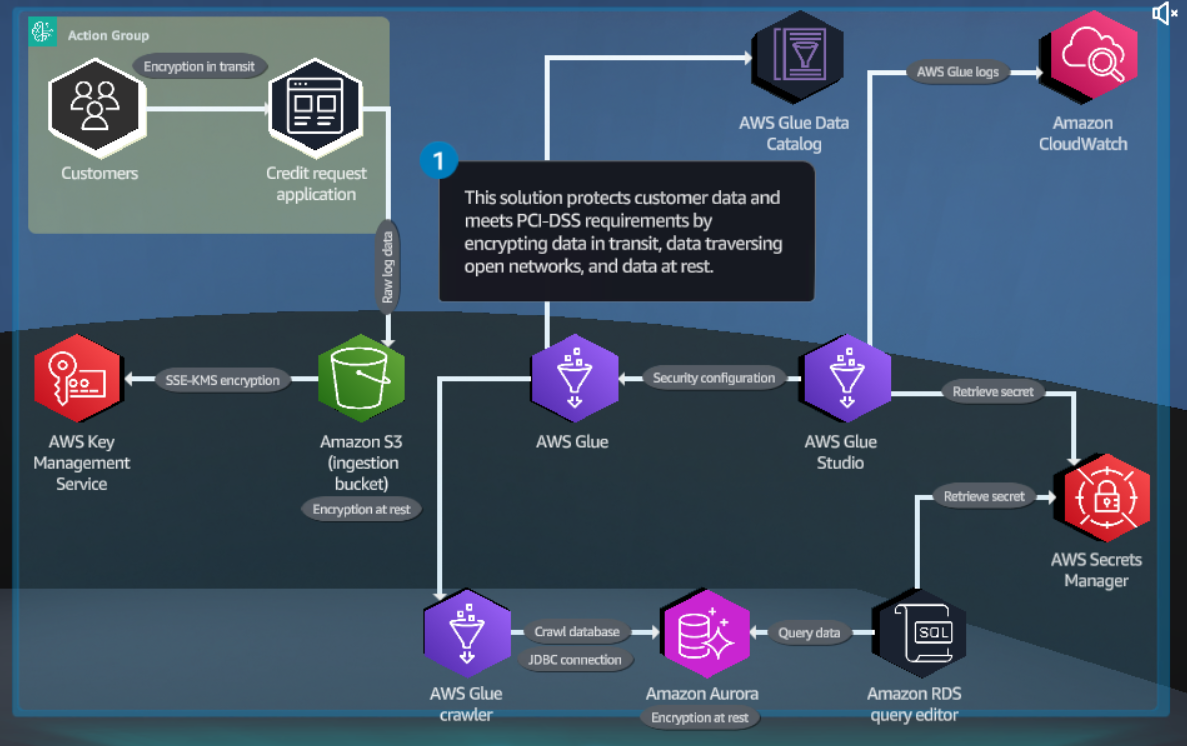 Action Group
Encryption in transit
Customers
Credit request
application
Raw log data
AWS Glue Data
Catalog
AWS Glue logs
Amazon
CloudWatch
1
This solution protects customer data and
meets PCI-DSS requirements by
encrypting data in transit, data traversing
open networks, and data at rest.
AWS Key
Management
Service
SSE-KMS encryption
Amazon S3
(ingestion
bucket)
Encryption at rest
AWS Glue
Security configuration
AWS Glue
Studio
Retrieve secret
Retrieve secret
AWS Secrets
Manager
AWS Glue
crawler
Crawl database
JDBC connection
Amazon Aurora
Encryption at rest
Query data
SQL
Amazon RDS
query editor